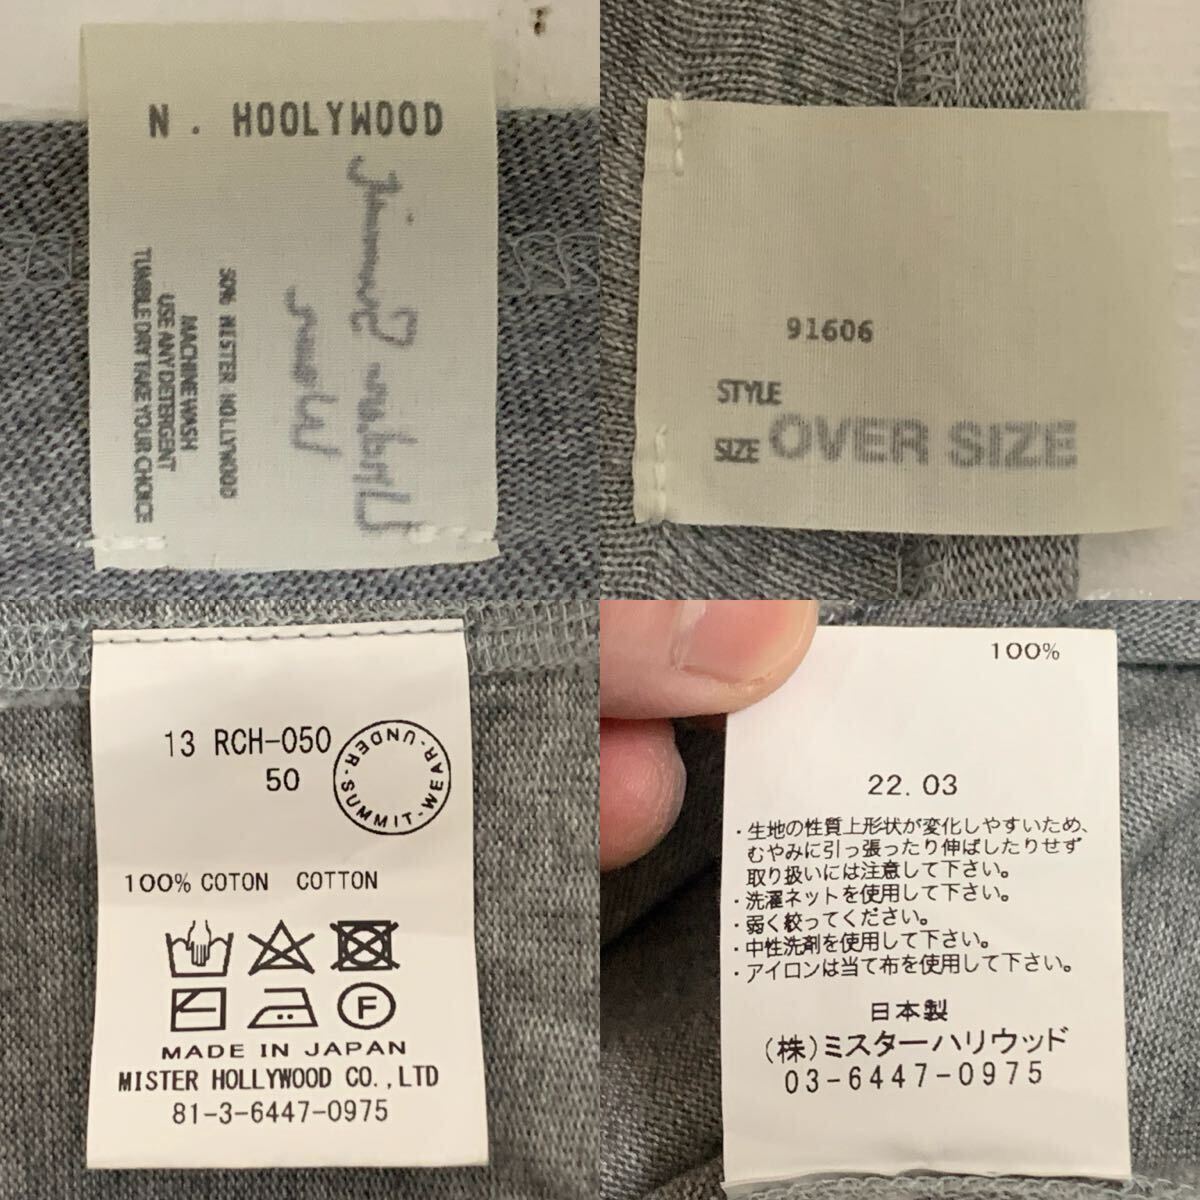 N. HOOLYWOOD
50% MISTER HOLLYWOOD
MACHINE WASH
USE ANY DETERGENT
TUMBLE DRY TAKE YOUR CHOICE
91606
STYLE
SIZE OVER SIZE
13 RCH-050
50
UNDER-SUMMIT-WEAR-
100% COTON COTTON
F
MADE IN JAPAN
MISTER HOLLYWOOD CO.,LTD
81-3-6447-0975
100%
22.03
・生地の性質上形状が変化しやすいため、
むやみに引っ張ったり伸ばしたりせず
取り扱いには注意して下さい。
・洗濯ネットを使用して下さい。
・弱く絞ってください。
・中性洗剤を使用して下さい。
・アイロンは当て布を使用して下さい。
日本製
(株)ミスターハリウッド
03-6447-0975